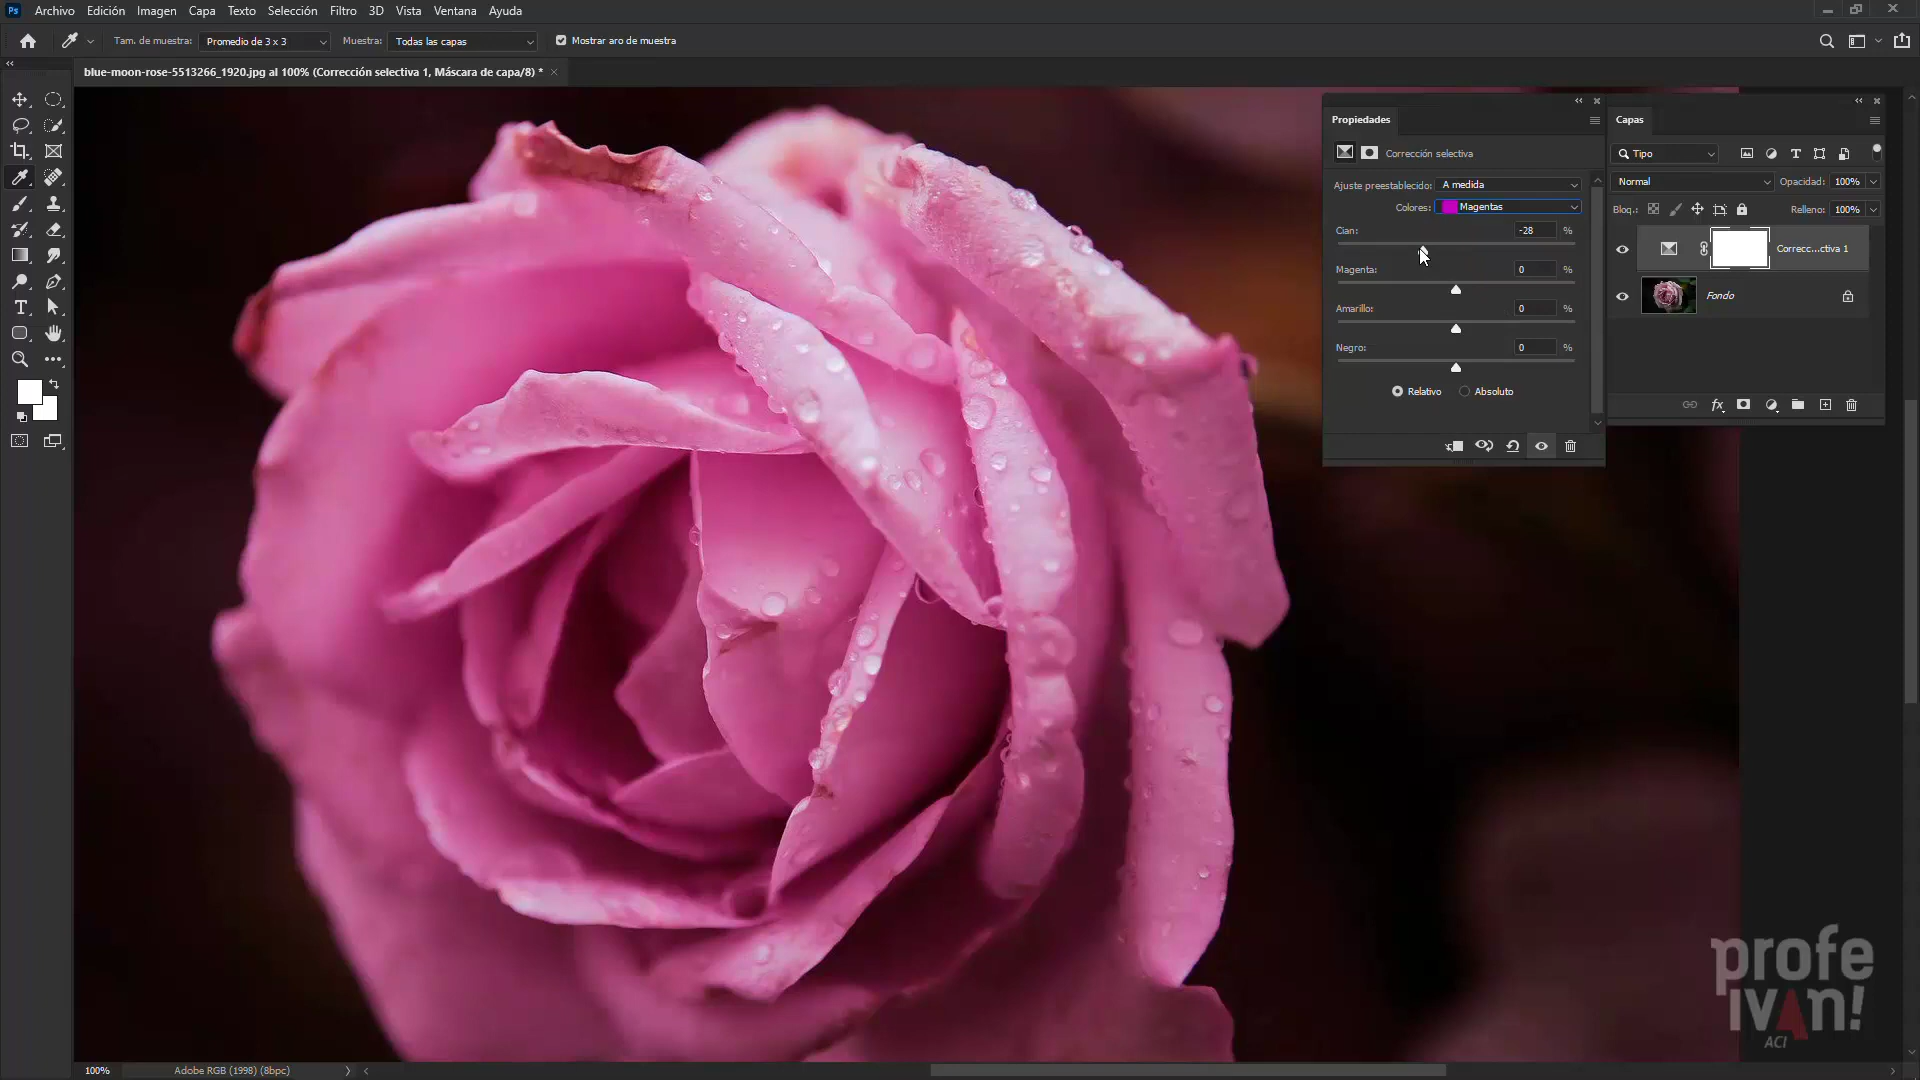 Ps Archivo Edición Imagen Capa Texto Selección Filtro 3D Vista Ventana Ayuda
Tam. de muestra: Promedio de 3 x 3 Muestra: Todas las capas Mostrar aro de muestra
blue-moon-rose-5513266_1920.jpg al 100% (Corrección selectiva 1, Máscara de capa/8) *
Propiedades
Corrección selectiva
Ajuste preestablecido: A medida
Colores: Magentas
Cian: -28 %
Magenta: 0 %
Amarillo: 0 %
Negro: 0 %
Relativo Absoluto
Capas
Tipo
Normal Opacidad: 100%
Bloq.: Relleno: 100%
Correcc...ctiva 1
Fondo
fx
profe
IVAN!
ACI
100% Adobe RGB (1998) (8bpc)